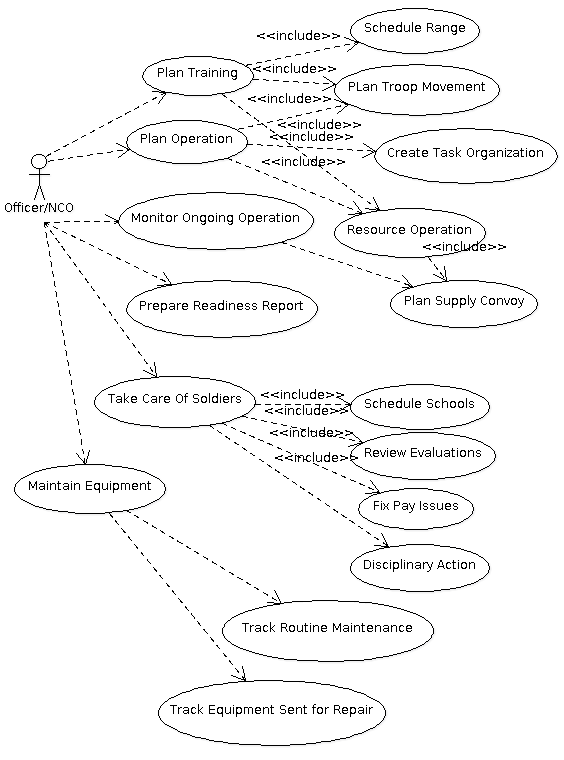 Schedule Range
<<include>>
Plan Training
<<include>>
PLan Troop Movement
<<include>>
<<include>>
Plan Operation
<<include>>
Create Task Organization
<<include>>
Officer/NCO
Monitor Ongoing Operation
Resource Operation
<<include>>
Prepare Readiness Report
Plan Supply Convoy
Take Care Of Soldiers
<<include>>
Schedule Schools
<<include>>
<<include>>
Review Evaluations
<<include>>
Maintain Equipment
Fix Pay Issues
Disciplinary Action
Track Routine Maintenance
Track Equipment Sent for Repair